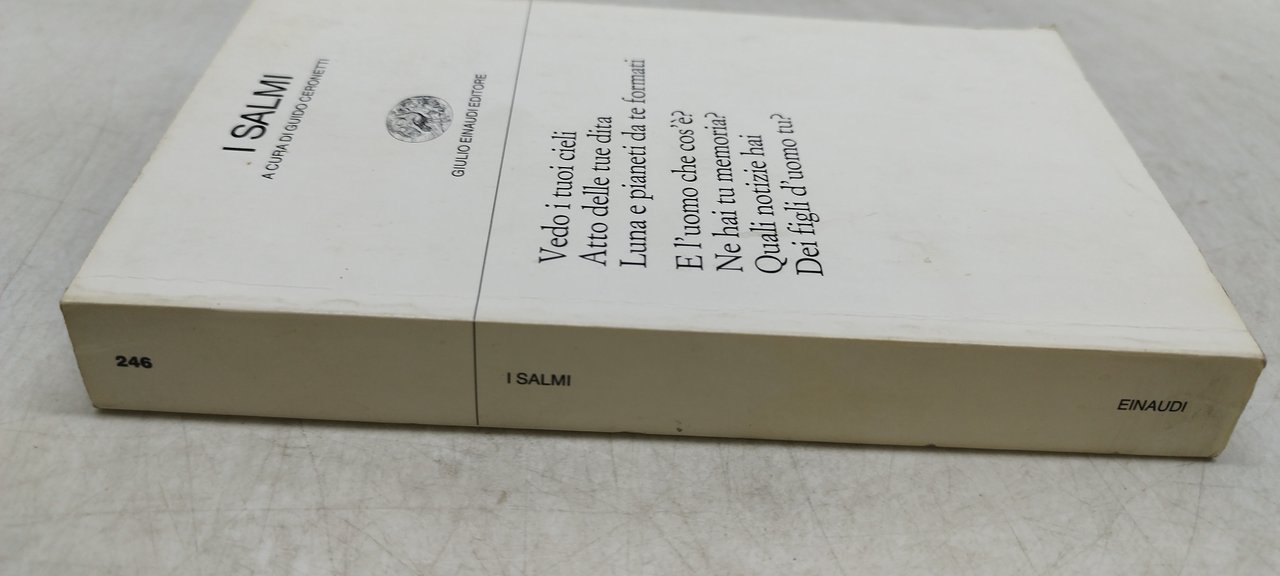 I SALMI
A CURA DI GUIDO CERONETTI
GIULIO EINAUDI EDITORE
Vedo i tuoi cieli
Atto delle tue dita
Luna e pianeti da te formati
E l'uomo che cos'è?
Ne hai tu memoria?
Quali notizie hai
Dei figli d'uomo tu?
246
I SALMI
EINAUDI